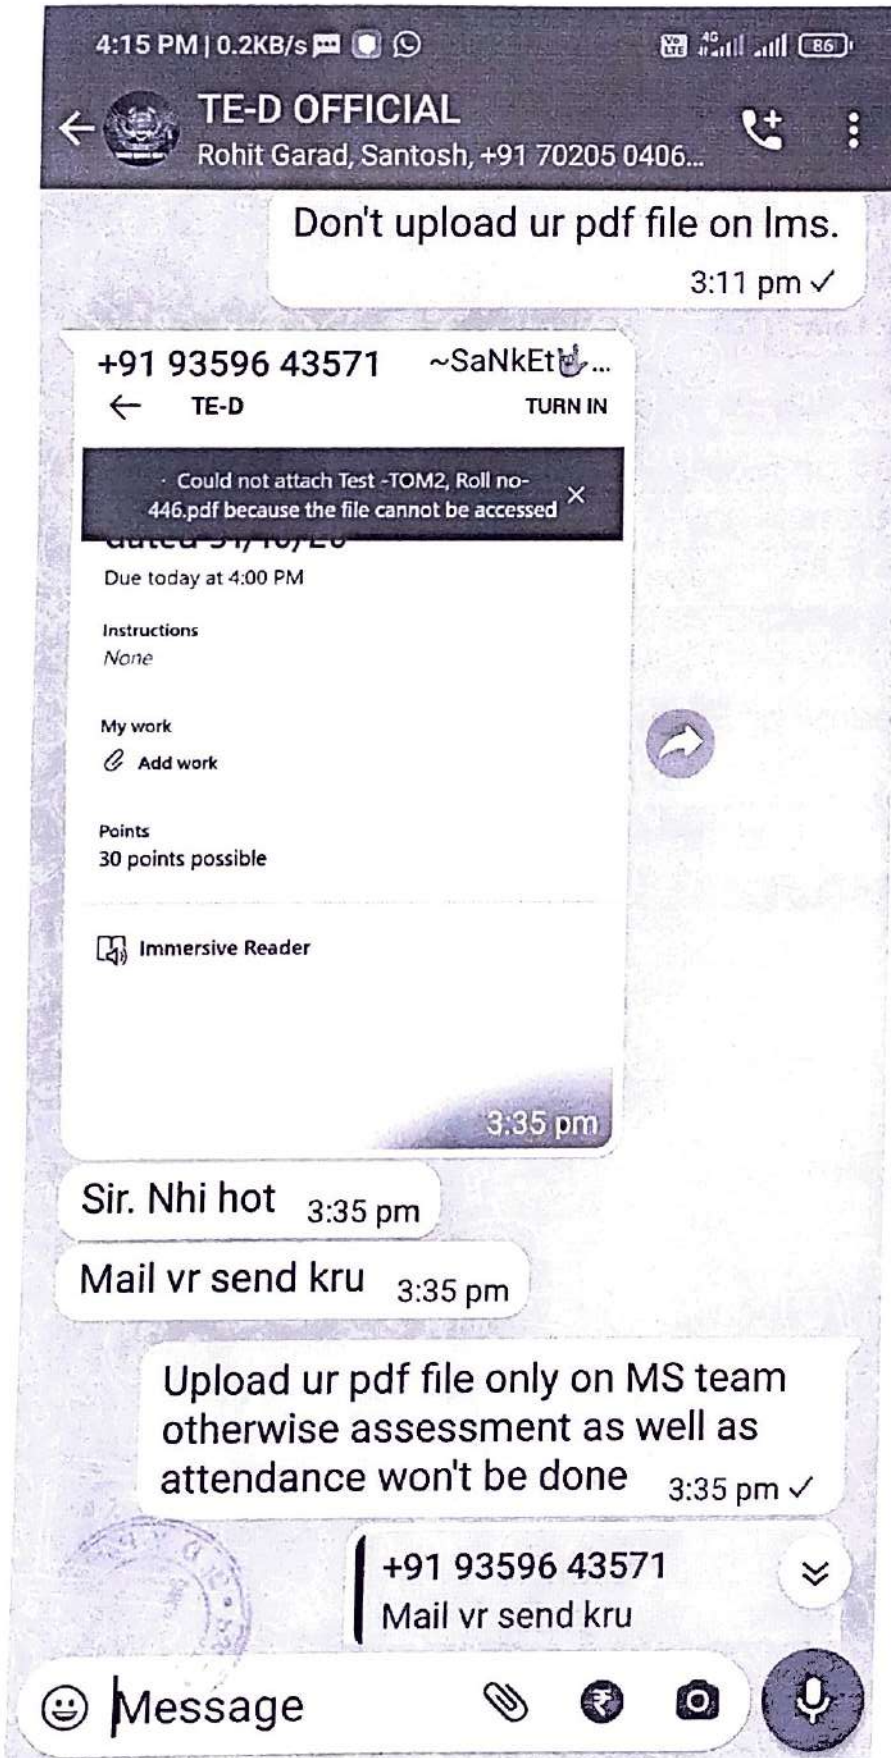 4:15 PM | 0.2KB/s
Vo LTE 4G 86
TE-D OFFICIAL
Rohit Garad, Santosh, +91 70205 0406...
Don't upload ur pdf file on lms.
3:11 pm
+91 93596 43571 ~SaNkEt🤟...
TE-D TURN IN
Could not attach Test -TOM2, Roll no-
446.pdf because the file cannot be accessed
Due today at 4:00 PM
Instructions
None
My work
Add work
Points
30 points possible
Immersive Reader
3:35 pm
Sir. Nhi hot 3:35 pm
Mail vr send kru 3:35 pm
Upload ur pdf file only on MS team
otherwise assessment as well as
attendance won't be done 3:35 pm
+91 93596 43571
Mail vr send kru
Message